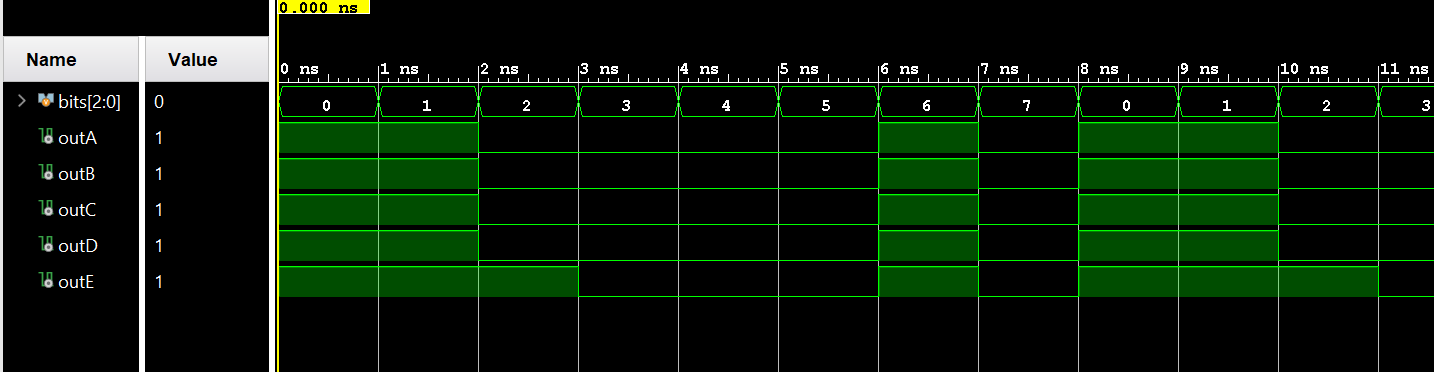 0.000 ns
Name Value
0 ns 1 ns 2 ns 3 ns 4 ns 5 ns 6 ns 7 ns 8 ns 9 ns 10 ns 11 ns
bits[2:0] 0 0 1 2 3 4 5 6 7 0 1 2 3
outA 1
outB 1
outC 1
outD 1
outE 1